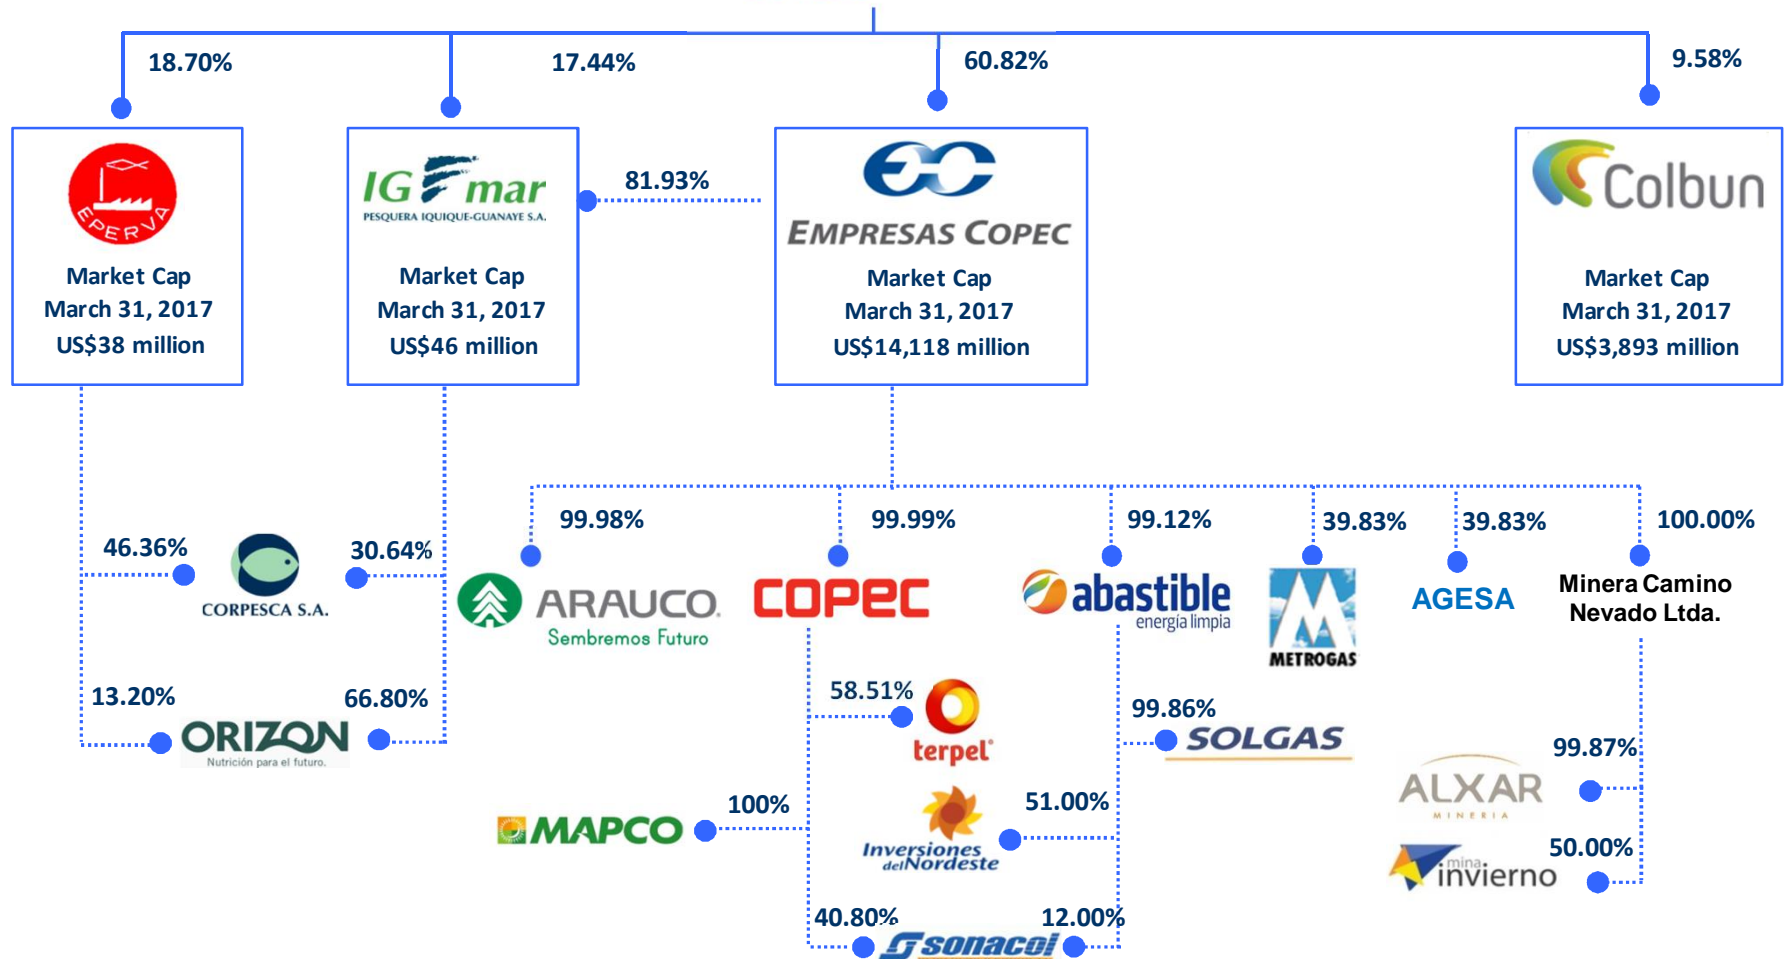 18.70%
17.44%
60.82%
9.58%
EPERVA
Market Cap
March 31, 2017
US$38 million
IG mar
PESQUERA IQUIQUE-GUANAYE S.A.
Market Cap
March 31, 2017
US$46 million
81.93%
EC
EMPRESAS COPEC
Market Cap
March 31, 2017
US$14,118 million
Colbun
Market Cap
March 31, 2017
US$3,893 million
46.36%
CORPESCA S.A.
30.64%
13.20%
ORIZON
Nutrición para el futuro.
66.80%
99.98%
99.99%
99.12%
39.83%
39.83%
100.00%
ARAUCO
Sembremos Futuro
COPEC
abastible
energía limpia
METROGAS
AGESA
Minera Camino
Nevado Ltda.
58.51%
terpel
99.86%
SOLGAS
MAPCO
100%
Inversiones
delNordeste
51.00%
40.80%
sonacol
12.00%
ALXAR
MINERIA
99.87%
mina
invierno
50.00%